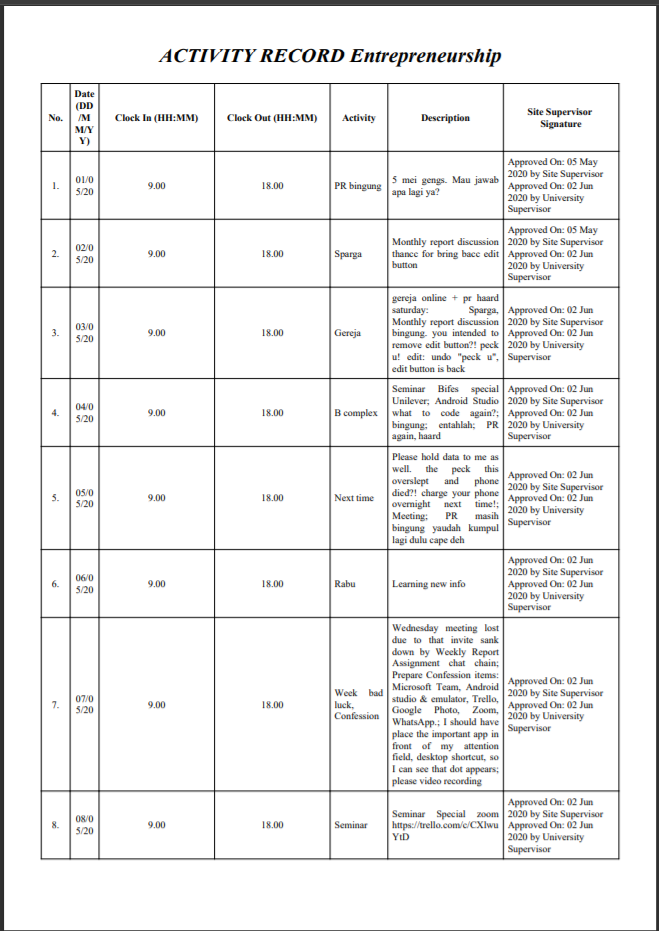 ACTIVITY RECORD Entrepreneurship
No.
Date
(DD
/M
M/Y
Y)
Clock In (HH:MM)
Clock Out (HH:MM)
Activity
Description
Site Supervisor
Signature
1.
01/0
5/20
9.00
18.00
PR bingung
5 mei gengs. Mau jawab
apa lagi ya?
Approved On: 05 May
2020 by Site Supervisor
Approved On: 02 Jun
2020 by University
Supervisor
2.
02/0
5/20
9.00
18.00
Sparga
Monthly report discussion
thancc for bring bacc edit
button
Approved On: 05 May
2020 by Site Supervisor
Approved On: 02 Jun
2020 by University
Supervisor
3.
03/0
5/20
9.00
18.00
Gereja
gereja online + pr haard
saturday: Sparga,
Monthly report discussion
bingung. you intended to
remove edit button?! peck
u! edit: undo "peck u",
edit button is back
Approved On: 02 Jun
2020 by Site Supervisor
Approved On: 02 Jun
2020 by University
Supervisor
4.
04/0
5/20
9.00
18.00
B complex
Seminar Bifes special
Unilever; Android Studio
what to code again?;
bingung; entahlah; PR
again, haard
Approved On: 02 Jun
2020 by Site Supervisor
Approved On: 02 Jun
2020 by University
Supervisor
5.
05/0
5/20
9.00
18.00
Next time
Please hold data to me as
well. the peck this
overslept and phone
died?! charge your phone
overnight next time!;
Meeting; PR masih
bingung yaudah kumpul
lagi dulu cape deh
Approved On: 02 Jun
2020 by Site Supervisor
Approved On: 02 Jun
2020 by University
Supervisor
6.
06/0
5/20
9.00
18.00
Rabu
Learning new info
Approved On: 02 Jun
2020 by Site Supervisor
Approved On: 02 Jun
2020 by University
Supervisor
7.
07/0
5/20
9.00
18.00
Week bad
luck,
Confession
Wednesday meeting lost
due to that invite sank
down by Weekly Report
Assignment chat chain;
Prepare Confession items:
Microsoft Team, Android
studio & emulator, Trello,
Google Photo, Zoom,
WhatsApp.; I should have
place the important app in
front of my attention
field, desktop shortcut, so
I can see that dot appears;
please video recording
Approved On: 02 Jun
2020 by Site Supervisor
Approved On: 02 Jun
2020 by University
Supervisor
8.
08/0
5/20
9.00
18.00
Seminar
Seminar Special zoom
https://trello.com/c/CXlwu
YtD
Approved On: 02 Jun
2020 by Site Supervisor
Approved On: 02 Jun
2020 by University
Supervisor